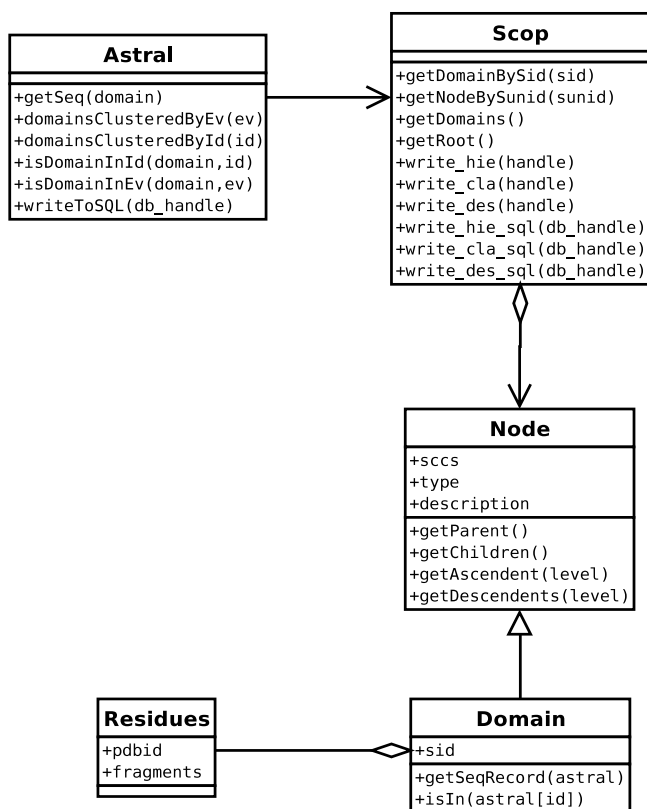 Astral
+getSeq(domain)
+domainsClusteredByEv(ev)
+domainsClusteredById(id)
+isDomainInId(domain,id)
+isDomainInEv(domain,ev)
+writeToSQL(db_handle)
Scop
+getDomainBySid(sid)
+getNodeBySunid(sunid)
+getDomains()
+getRoot()
+write_hie(handle)
+write_cla(handle)
+write_des(handle)
+write_hie_sql(db_handle)
+write_cla_sql(db_handle)
+write_des_sql(db_handle)
Node
+sccs
+type
+description
+getParent()
+getChildren()
+getAscendent(level)
+getDescendents(level)
Residues
+pdbid
+fragments
Domain
+sid
+getSeqRecord(astral)
+isIn(astral[id])